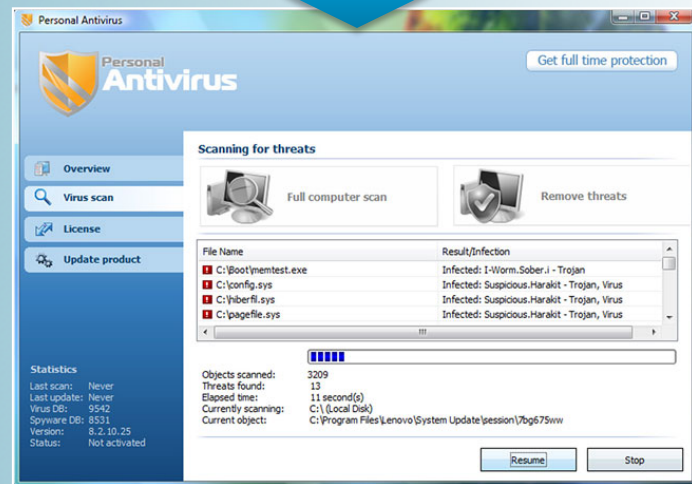 Personal Antivirus
Personal
Antivirus
Get full time protection
Overview
Virus scan
License
Update product
Scanning for threats
Full computer scan
Remove threats
File Name Result/Infection
C:\Boot\memtest.exe Infected: I-Worm.Sober.i - Trojan
C:\config.sys Infected: Suspicious.Harakit - Trojan, Virus
C:\hiberfil.sys Infected: Suspicious.Harakit - Trojan, Virus
C:\pagefile.sys Infected: Suspicious.Harakit - Trojan, Virus
Objects scanned: 3209
Threats found: 13
Elapsed time: 11 second(s)
Currently scanning: C:\ (Local Disk)
Current object: C:\Program Files\Lenovo\System Update\session\7bg675ww
Statistics
Last scan: Never
Last update: Never
Virus DB: 9542
Spyware DB: 8531
Version: 8.2.10.25
Status: Not activated
Resume
Stop